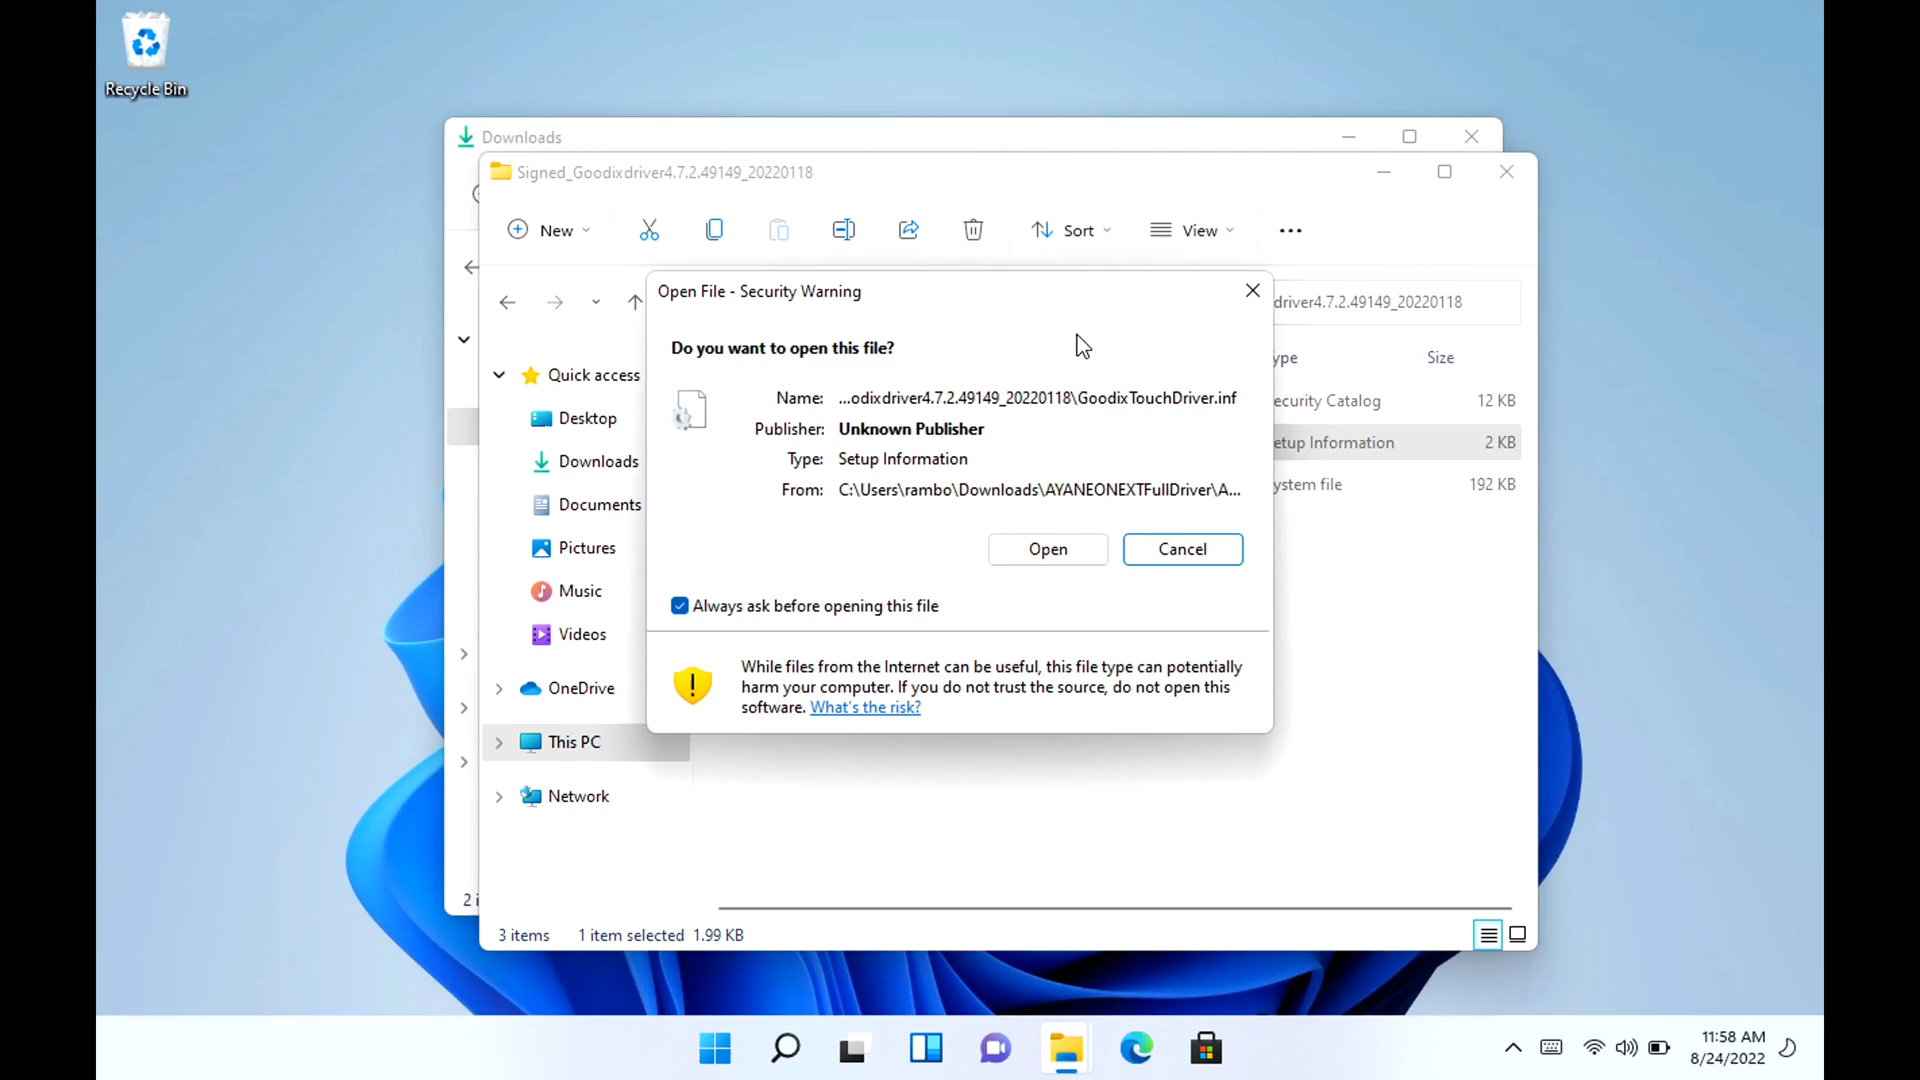 Recycle Bin
Downloads
Signed_Goodixdriver4.7.2.49149_20220118
New
Sort
View
driver4.7.2.49149_20220118
Open File - Security Warning
Do you want to open this file?
Name: ...odixdriver4.7.2.49149_20220118\GoodixTouchDriver.inf
Publisher: Unknown Publisher
Type: Setup Information
From: C:\Users\rambo\Downloads\AYANEONEXTFullDriver\A...
Open
Cancel
Always ask before opening this file
While files from the Internet can be useful, this file type can potentially
harm your computer. If you do not trust the source, do not open this
software. What's the risk?
ype
Size
ecurity Catalog
12 KB
etup Information
2 KB
ystem file
192 KB
Quick access
Desktop
Downloads
Documents
Pictures
Music
Videos
OneDrive
This PC
Network
2 i
3 items
1 item selected 1.99 KB
11:58 AM
8/24/2022